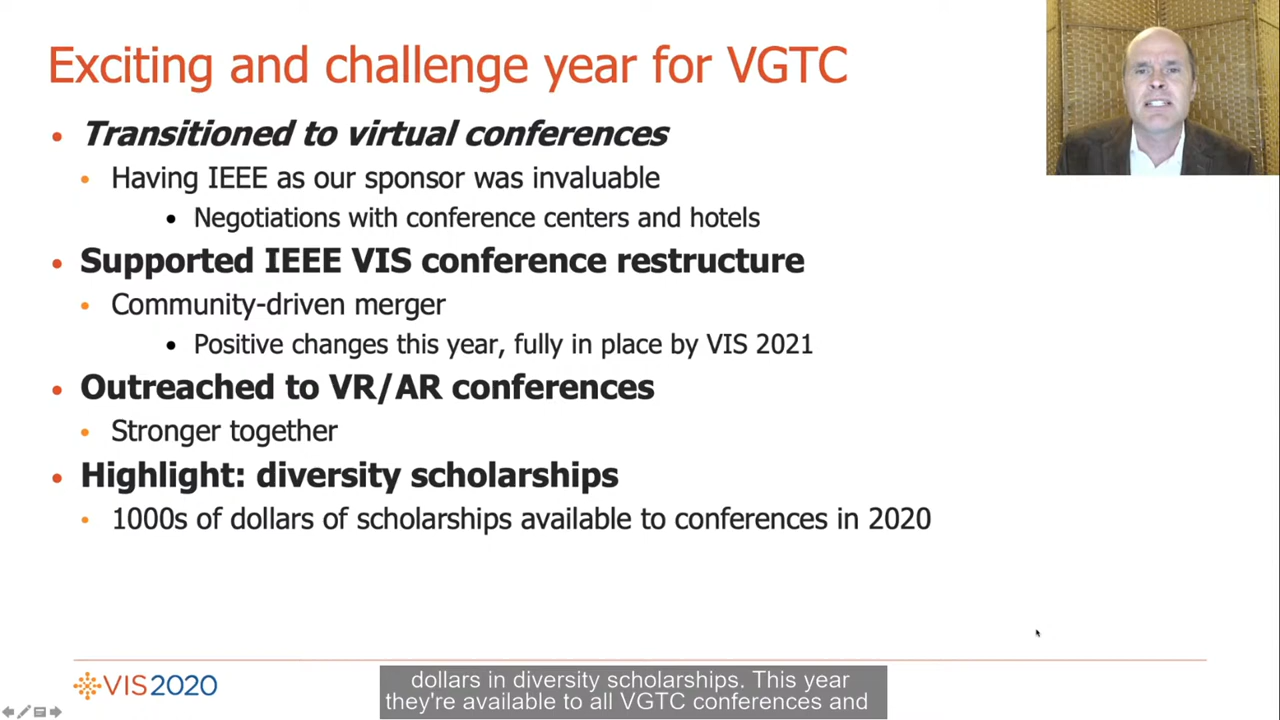 Exciting and challenge year for VGTC
• Transitioned to virtual conferences
• Having IEEE as our sponsor was invaluable
• Negotiations with conference centers and hotels
• Supported IEEE VIS conference restructure
• Community-driven merger
• Positive changes this year, fully in place by VIS 2021
• Outreached to VR/AR conferences
• Stronger together
• Highlight: diversity scholarships
• 1000s of dollars of scholarships available to conferences in 2020
VIS2020
dollars in diversity scholarships. This year
they're available to all VGTC conferences and